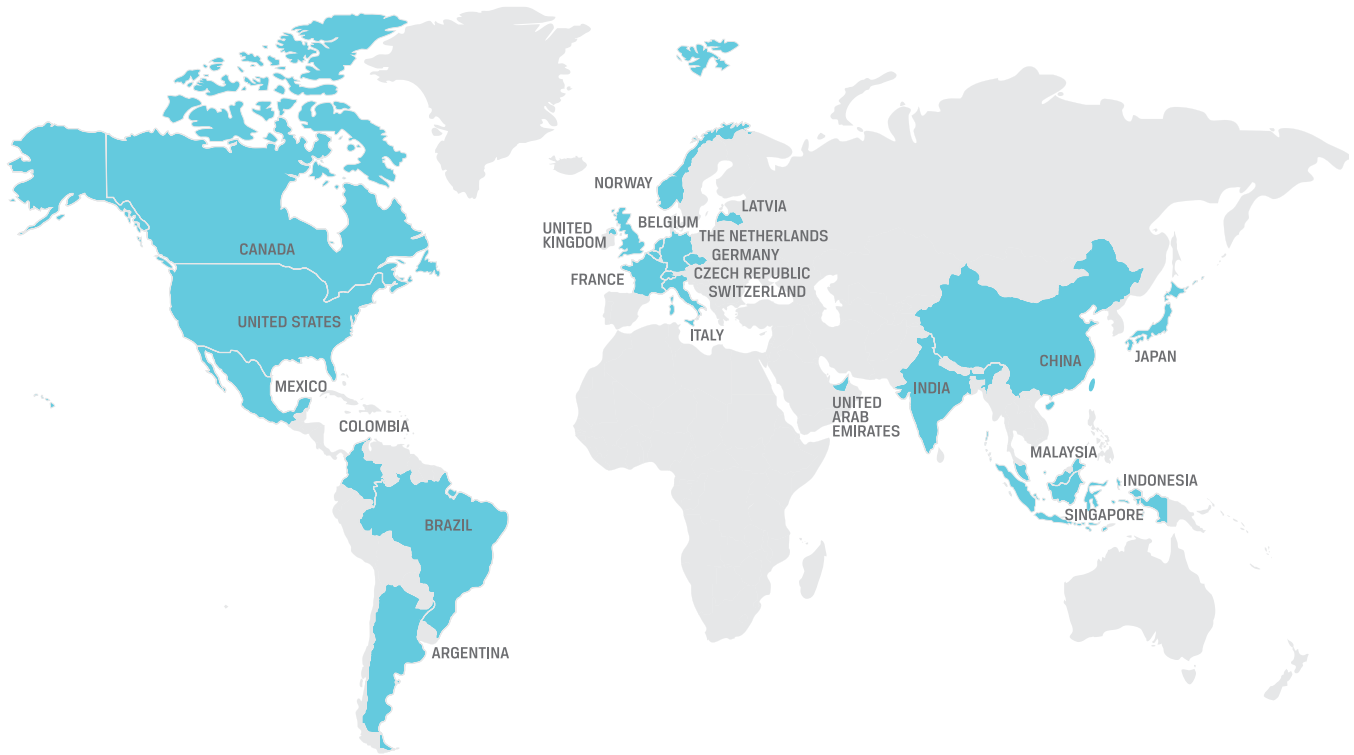 NORWAY
LATVIA
UNITED
KINGDOM
BELGIUM
THE NETHERLANDS
GERMANY
CZECH REPUBLIC
SWITZERLAND
FRANCE
ITALY
CANADA
UNITED STATES
MEXICO
COLOMBIA
BRAZIL
ARGENTINA
UNITED
ARAB
EMIRATES
INDIA
CHINA
JAPAN
MALAYSIA
INDONESIA
SINGAPORE